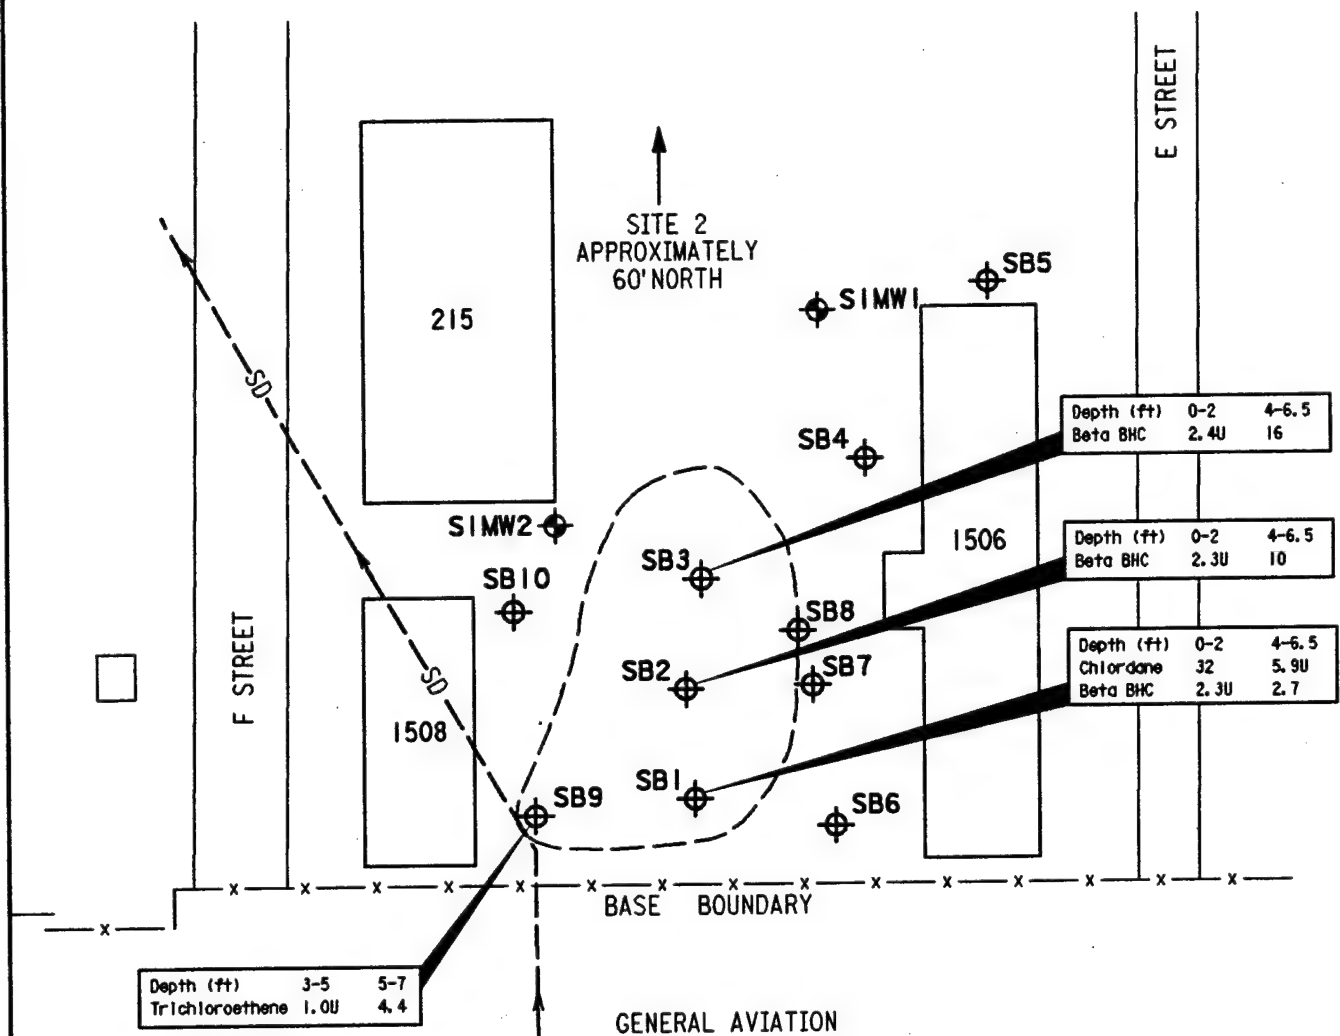 E STREET
SITE 2
APPROXIMATELY
60' NORTH
SB5
S1MW1
215
SD
Depth (ft) 0-2 4-6.5
Beta BHC 2.4U 16
SB4
S1MW2
1506
Depth (ft) 0-2 4-6.5
Beta BHC 2.3U 10
SB3
SB10
SB8
F STREET
SB2
SB7
SD
Depth (ft) 0-2 4-6.5
Chlordane 32 5.9U
Beta BHC 2.3U 2.7
1508
SB1
SB9
SB6
x x x x x x x x x x x x x x x
BASE BOUNDARY
x
Depth (ft) 3-5 5-7
Trichloroethene 1.0U 4.4
GENERAL AVIATION